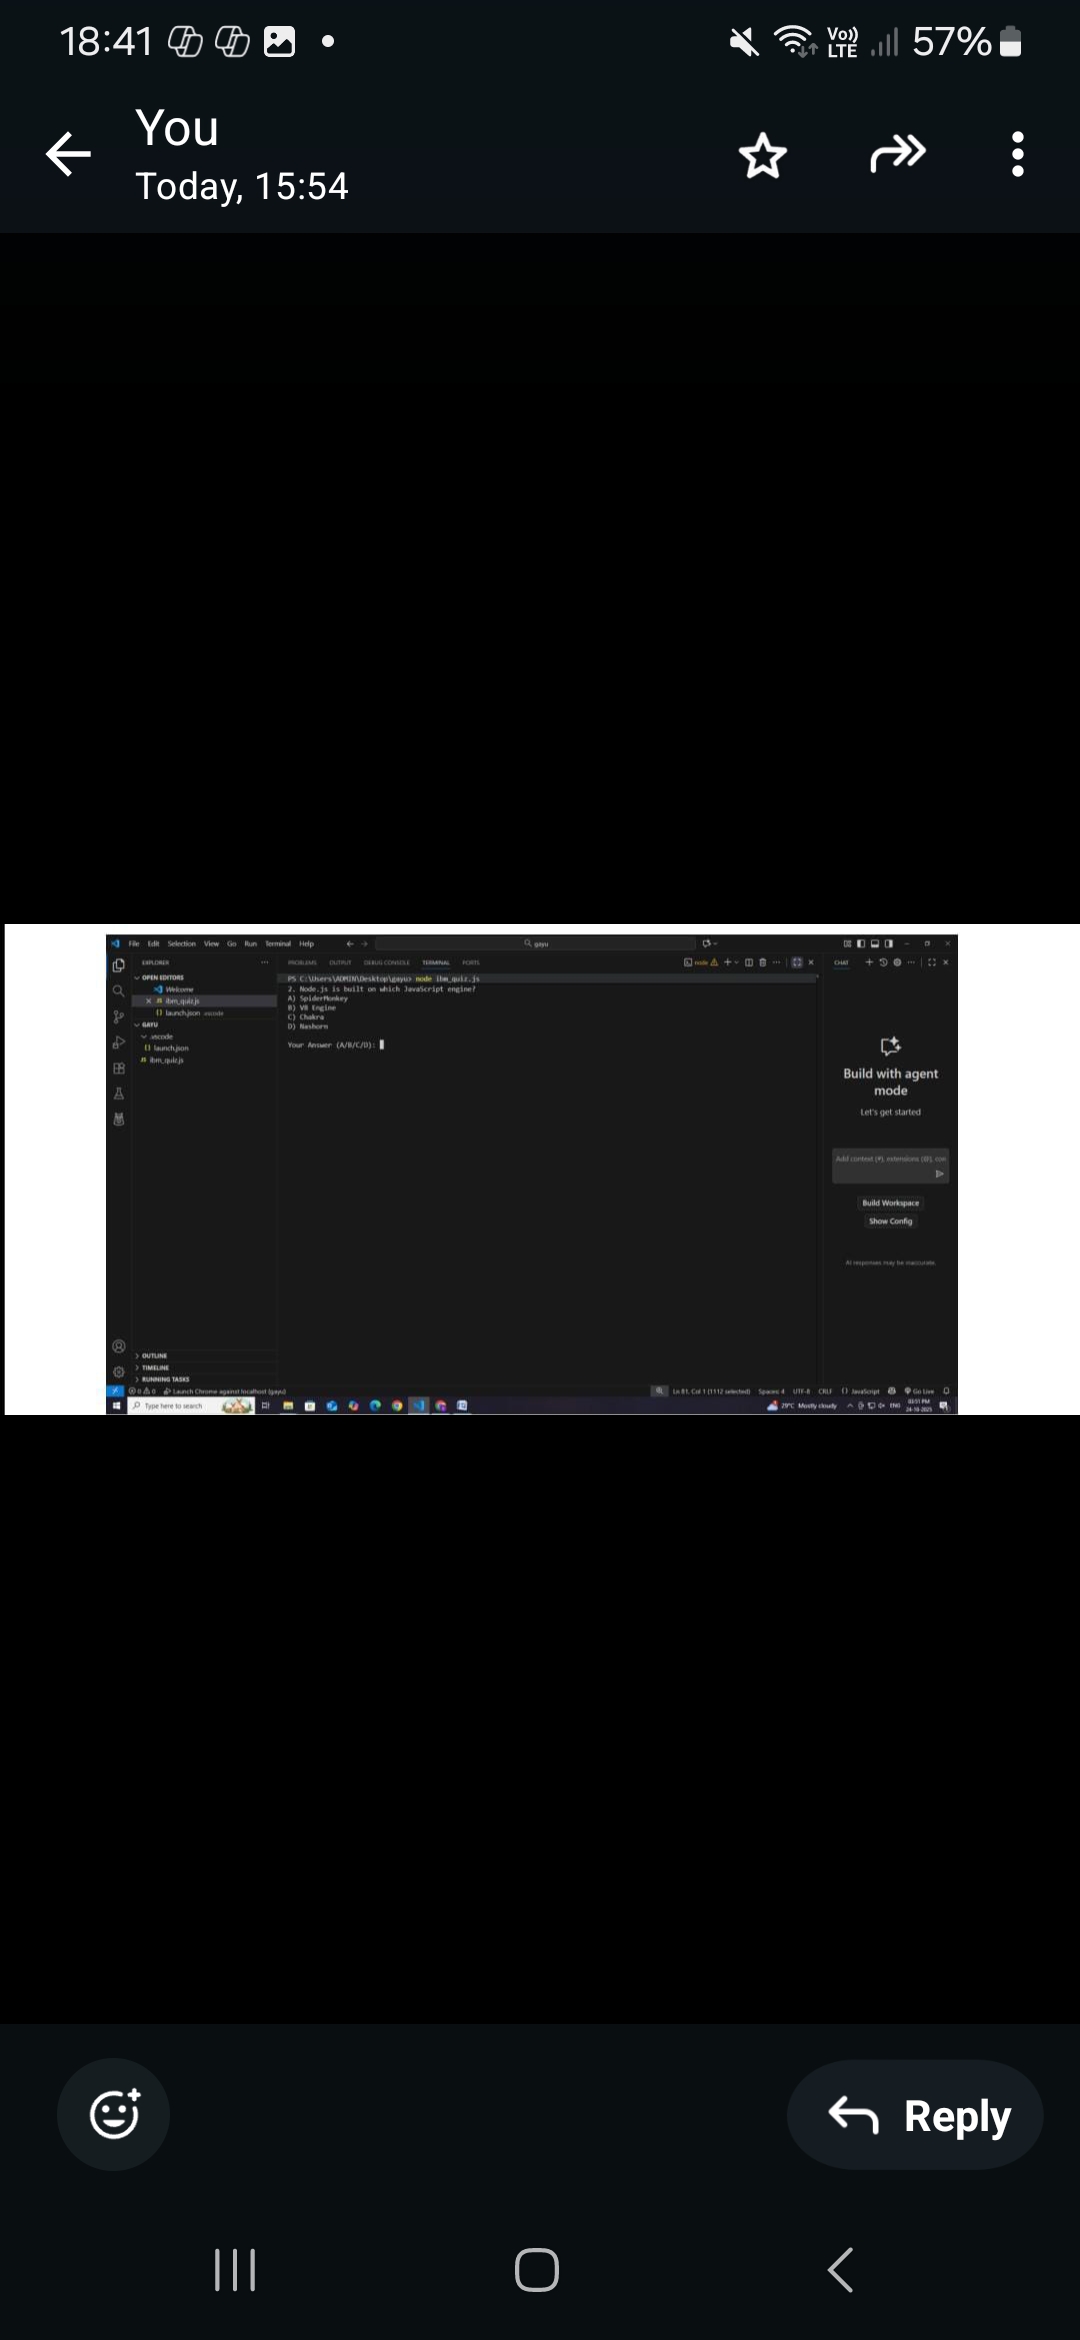 18:41
Vo)) LTE
57%
You
Today, 15:54
File Edit Selection View Go Run Terminal Help
gayu
EXPLORER
PROBLEMS OUTPUT DEBUG CONSOLE TERMINAL PORTS
node
CHAT
OPEN EDITORS
Welcome
ibm_quiz.js
launch.json .vscode
GAYU
.vscode
launch.json
ibm_quiz.js
PS C:\Users\ADMIN\Desktop\gayu> node ibm_quiz.js
2. Node.js is built on which JavaScript engine?
A) SpiderMonkey
B) V8 Engine
C) Chakra
D) Nashorn
Your Answer (A/B/C/D):
Build with agent
mode
Let's get started
Add context (#), extensions (@), com
Build Workspace
Show Config
AI responses may be inaccurate.
OUTLINE
TIMELINE
RUNNING TASKS
0 0 Launch Chrome against localhost (gayu)
Ln 81, Col 1 (1112 selected) Spaces: 4 UTF-8 CRLF {} JavaScript Go Live
Type here to search
29°C Mostly cloudy
ENG
03:51 PM
24-10-2025
Reply